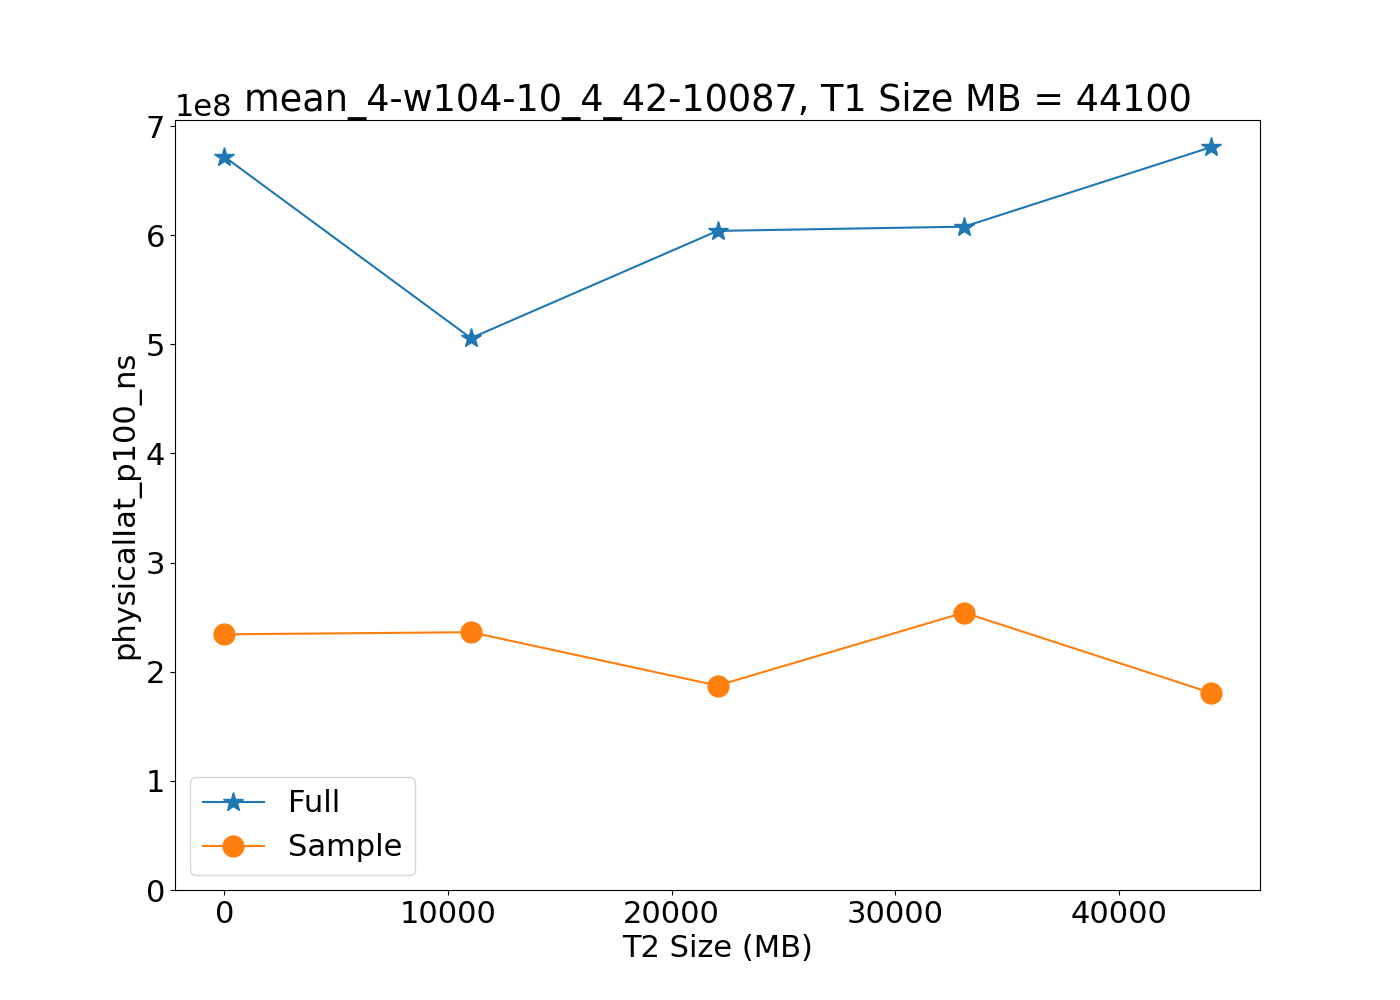 1e8
mean_4-w104-10_4_42-10087, T1 Size MB = 44100
7
6
5
4
3
2
1
0
physicallat_p100_ns
Full
Sample
0 10000 20000 30000 40000
T2 Size (MB)